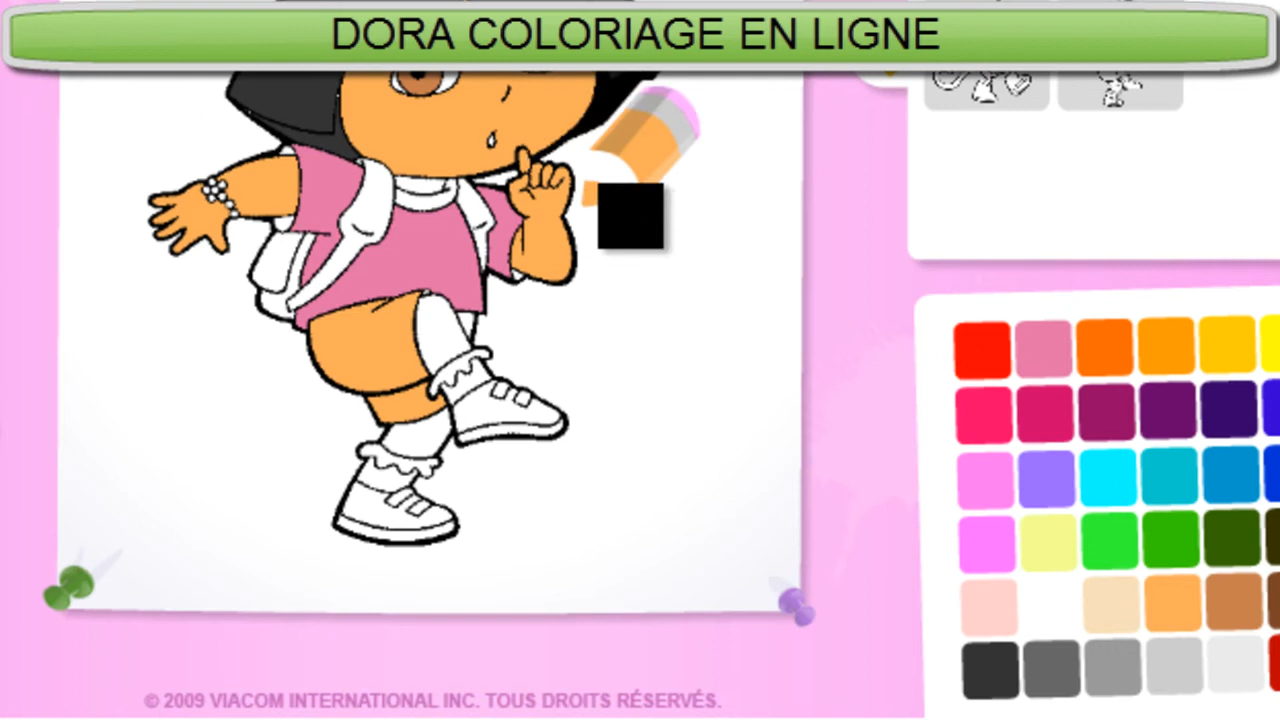 DORA COLORIAGE EN LIGNE
© 2009 VIACOM INTERNATIONAL INC. TOUS DROITS RÉSERVÉS.